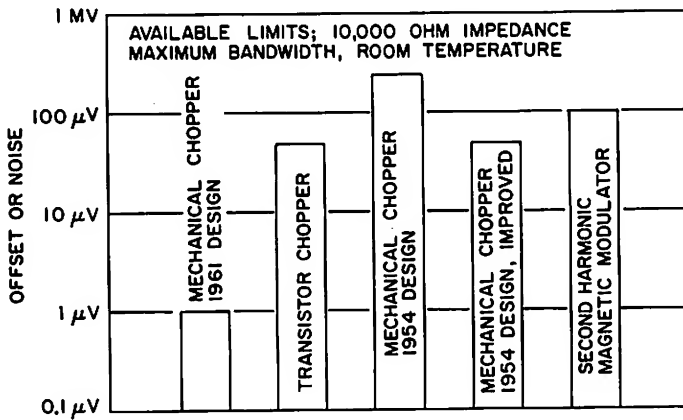 AVAILABLE LIMITS; 10,000 OHM IMPEDANCE
MAXIMUM BANDWIDTH, ROOM TEMPERATURE
OFFSET OR NOISE
1 MV
100 μV
10 μV
1 μV
0.1 μV
MECHANICAL CHOPPER
1961 DESIGN
TRANSISTOR CHOPPER
MECHANICAL CHOPPER
1954 DESIGN
MECHANICAL CHOPPER
1954 DESIGN, IMPROVED
SECOND HARMONIC
MAGNETIC MODULATOR